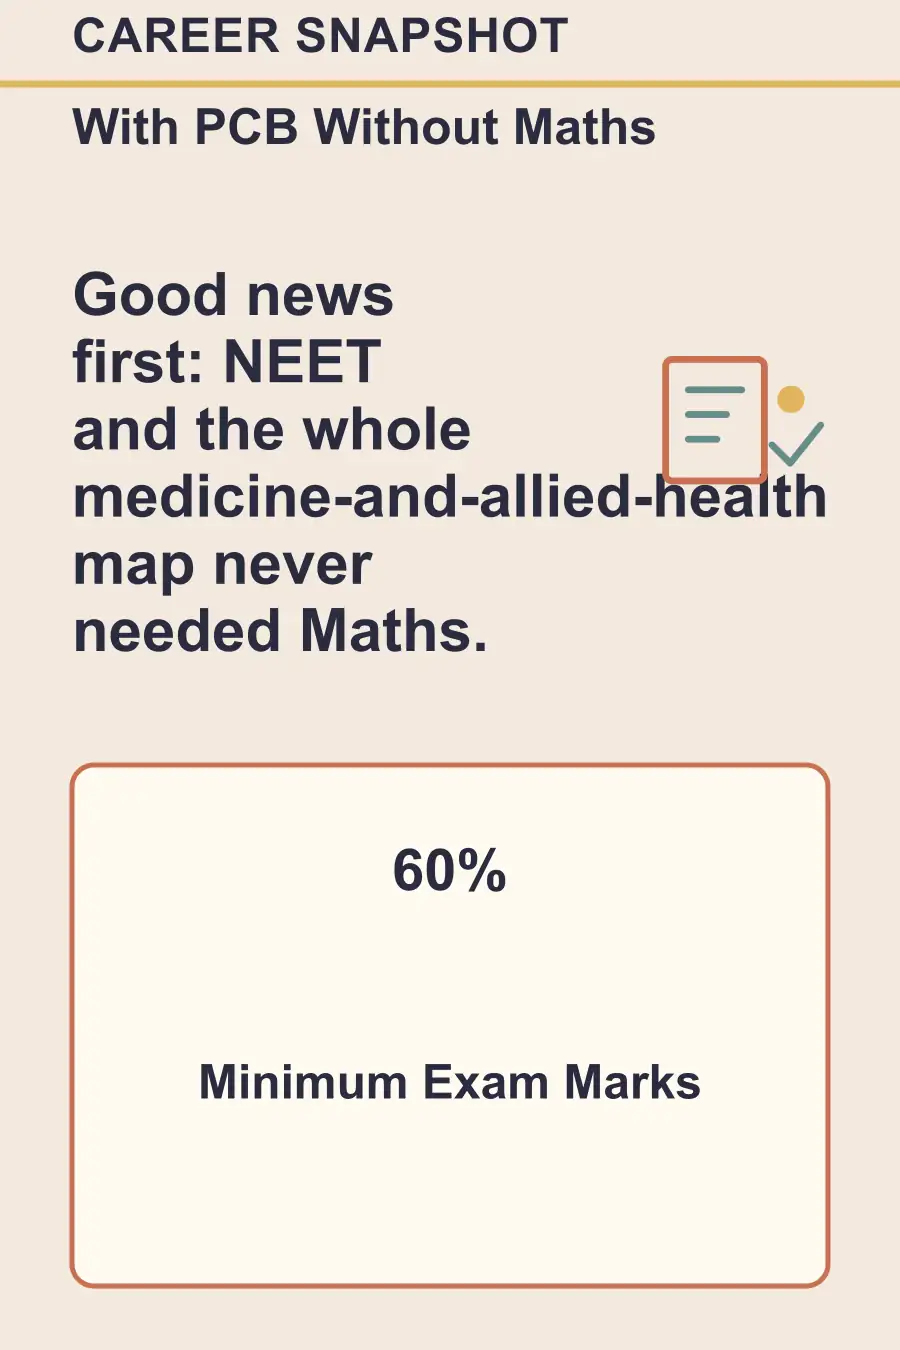 CAREER SNAPSHOT
With PCB Without Maths
Good news
first: NEET
and the whole
medicine-and-allied-health
map never
needed Maths.
60%
Minimum Exam Marks